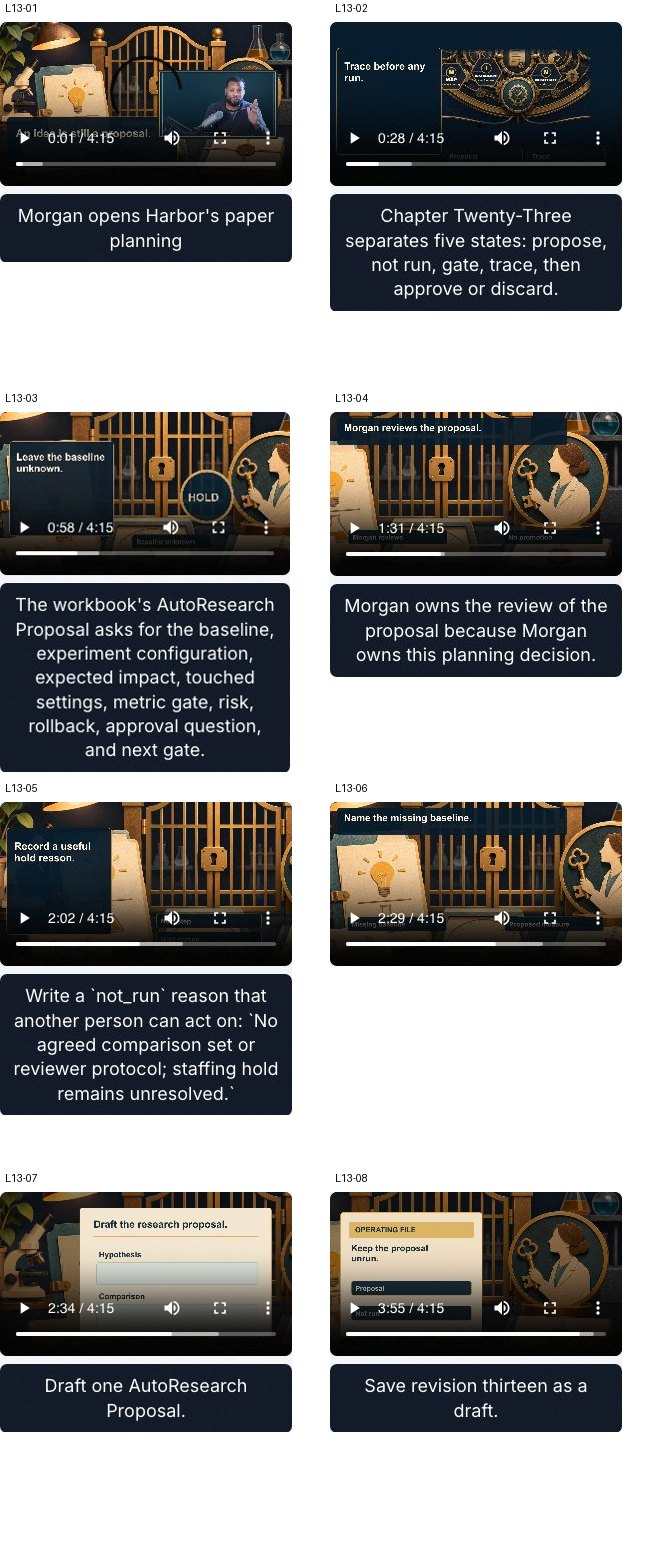 L13-01
An Idea is still a proposal.
0:01 / 4:15
Morgan opens Harbor's paper
planning
L13-02
Trace before any
run.
MAP
0:28 / 4:15
Proposal
Trace
Chapter Twenty-Three
separates five states: propose,
not run, gate, trace, then
approve or discard.
L13-03
Leave the baseline
unknown.
HOLD
0:58 / 4:15
Baseline unknown
The workbook's AutoResearch
Proposal asks for the baseline,
experiment configuration,
expected impact, touched
settings, metric gate, risk,
rollback, approval question,
and next gate.
L13-04
Morgan reviews the proposal.
1:31 / 4:15
Morgan reviews
No promotion
Morgan owns the review of the
proposal because Morgan
owns this planning decision.
L13-05
Record a useful
hold reason.
2:02 / 4:15
Write a `not_run` reason that
another person can act on: `No
agreed comparison set or
reviewer protocol; staffing hold
remains unresolved.`
L13-06
Name the missing baseline.
2:29 / 4:15
Missing baseline
Proposed measure
L13-07
Draft the research proposal.
Hypothesis
Comparison
2:34 / 4:15
Draft one AutoResearch
Proposal.
L13-08
OPERATING FILE
Keep the proposal
unrun.
Proposal
3:55 / 4:15
Not run
Save revision thirteen as a
draft.